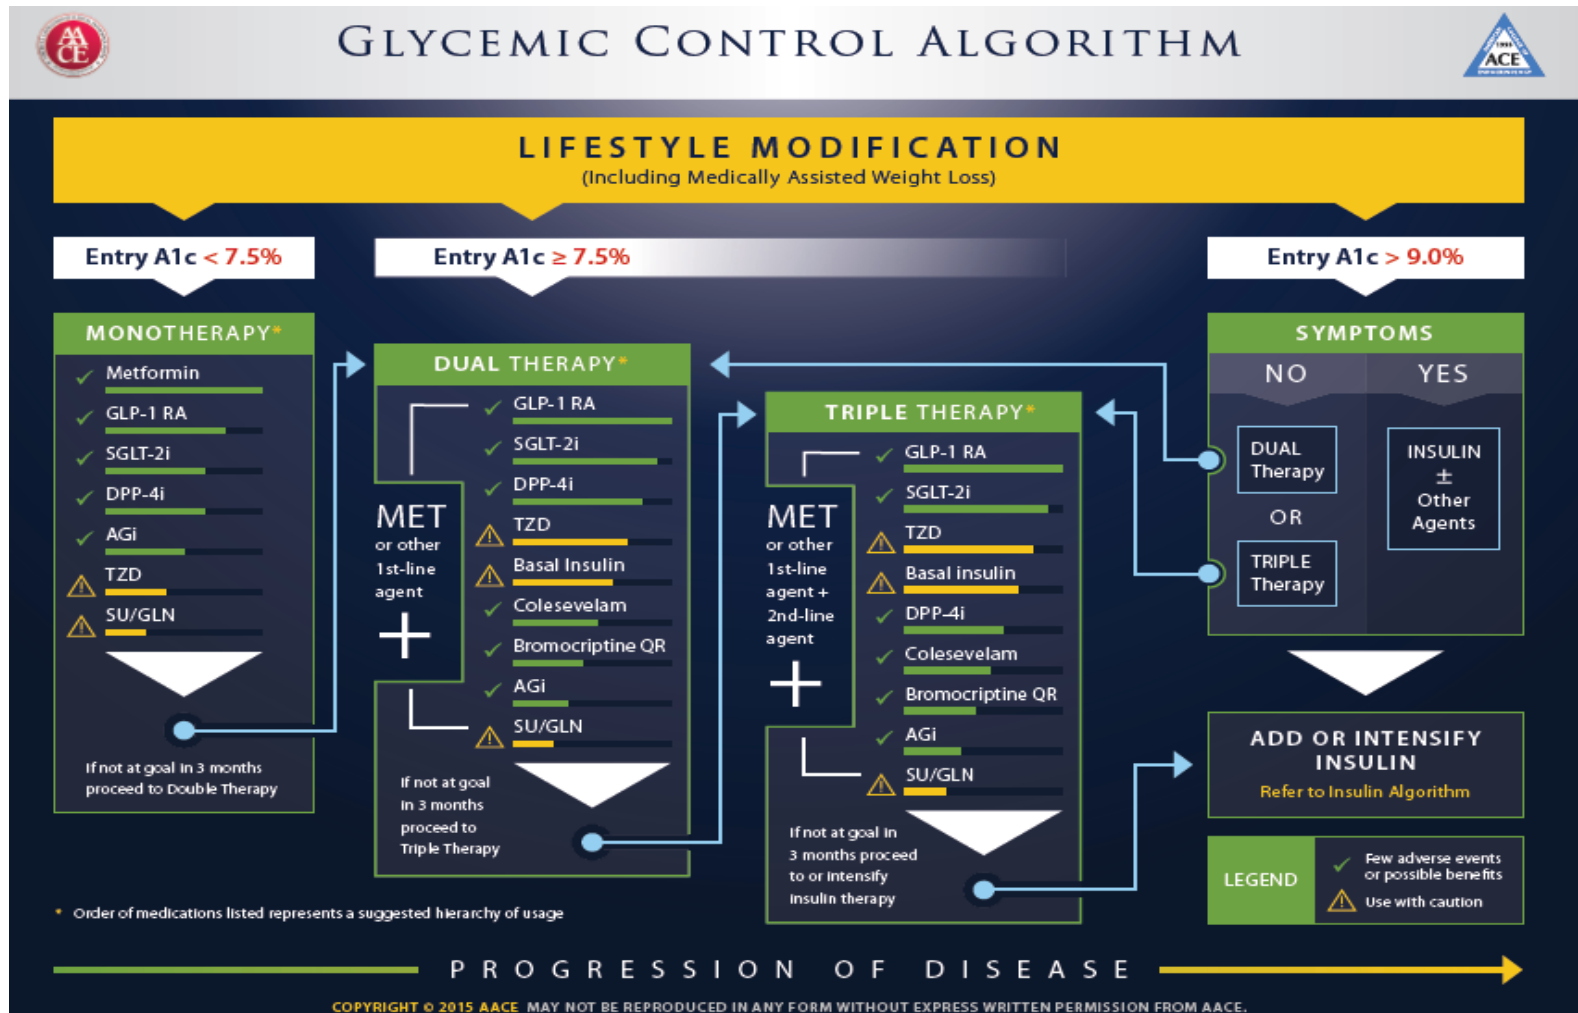 AACE
GLYCEMIC CONTROL ALGORITHM
1998
ACE
LIFESTYLE MODIFICATION
(Including Medically Assisted Weight Loss)
Entry A1c < 7.5%
Entry A1c ≥ 7.5%
Entry A1c > 9.0%
MONOTHERAPY*
Metformin
GLP-1 RA
SGLT-2i
DPP-4i
AGi
TZD
SU/GLN
If not at goal in 3 months
proceed to Double Therapy
DUAL THERAPY*
MET
or other
1st-line
agent
+
GLP-1 RA
SGLT-2i
DPP-4i
TZD
Basal Insulin
Colesevelam
Bromocriptine QR
AGi
SU/GLN
If not at goal
in 3 months
proceed to
Triple Therapy
TRIPLE THERAPY*
MET
or other
1st-line
agent +
2nd-line
agent
+
GLP-1 RA
SGLT-2i
TZD
Basal insulin
DPP-4i
Colesevelam
Bromocriptine QR
AGi
SU/GLN
If not at goal in
3 months proceed
to or intensify
insulin therapy
SYMPTOMS
NO
DUAL
Therapy
OR
TRIPLE
Therapy
YES
INSULIN
±
Other
Agents
ADD OR INTENSIFY
INSULIN
Refer to Insulin Algorithm
LEGEND
Few adverse events
or possible benefits
Use with caution
* Order of medications listed represents a suggested hierarchy of usage
PROGRESSION OF DISEASE
COPYRIGHT © 2015 AACE MAY NOT BE REPRODUCED IN ANY FORM WITHOUT EXPRESS WRITTEN PERMISSION FROM AACE.